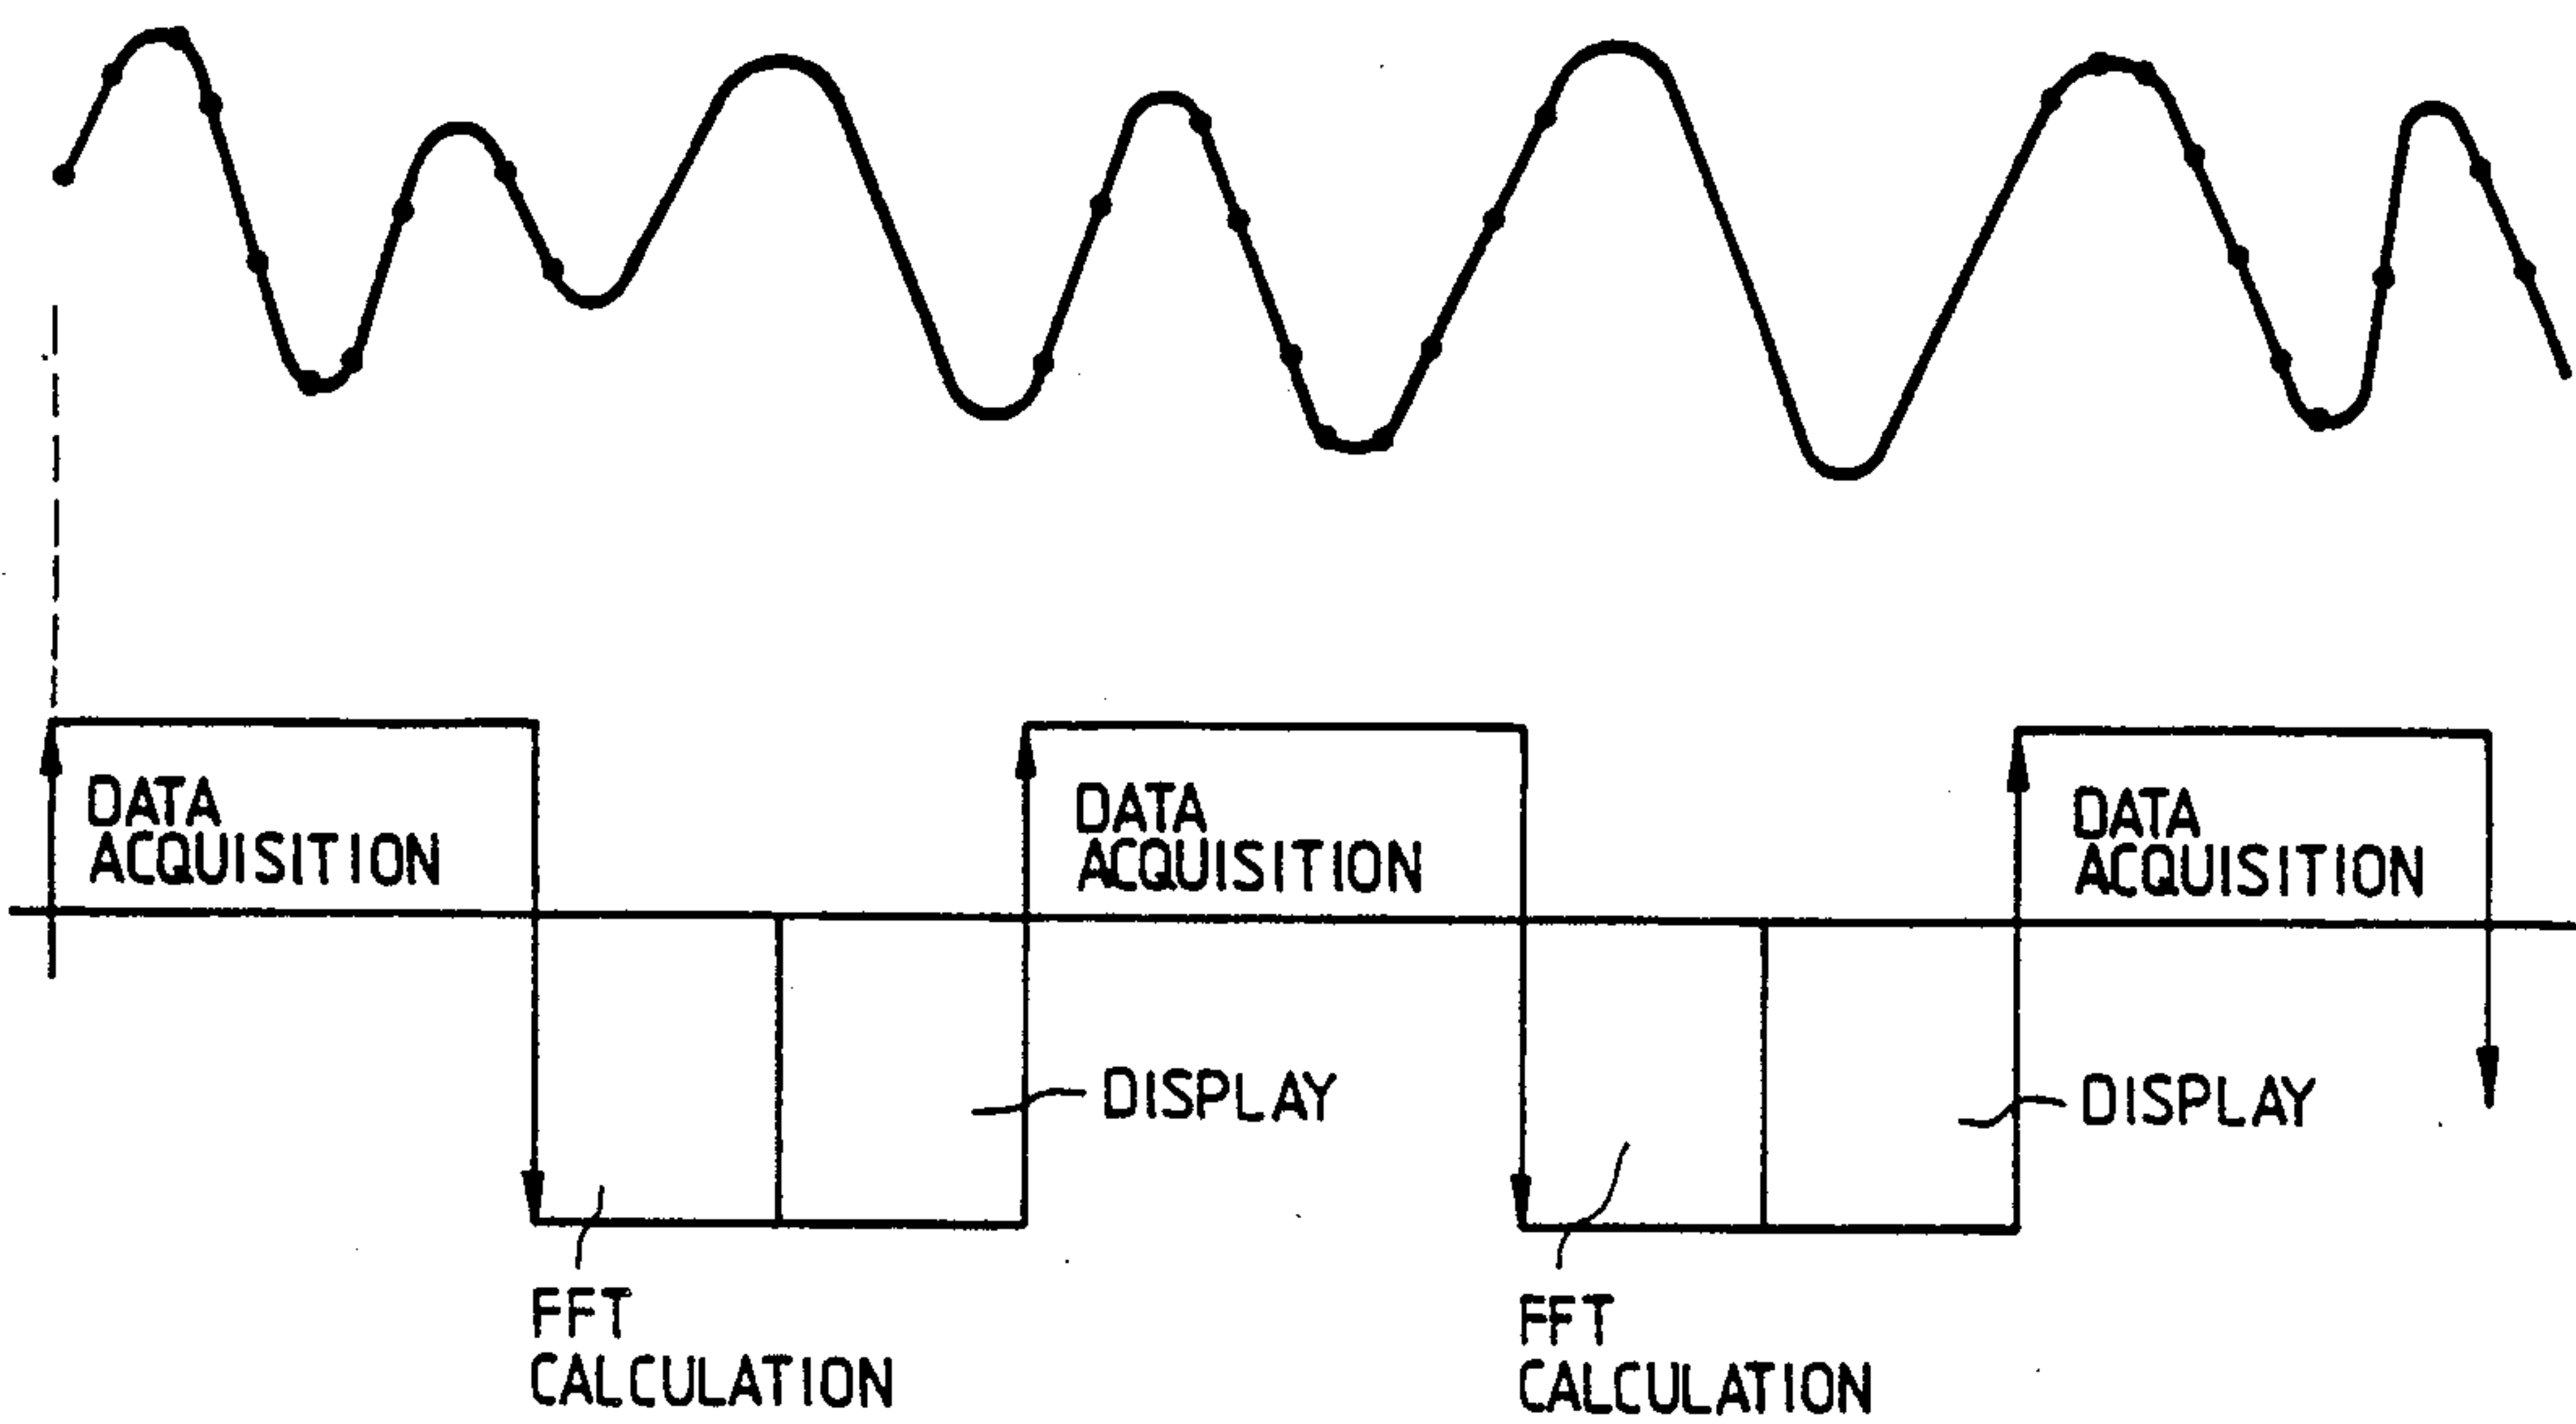 DATA
ACQUISITION
DATA
ACQUISITION
DATA
ACQUISITION
DISPLAY
DISPLAY
FFT
CALCULATION
FFT
CALCULATION